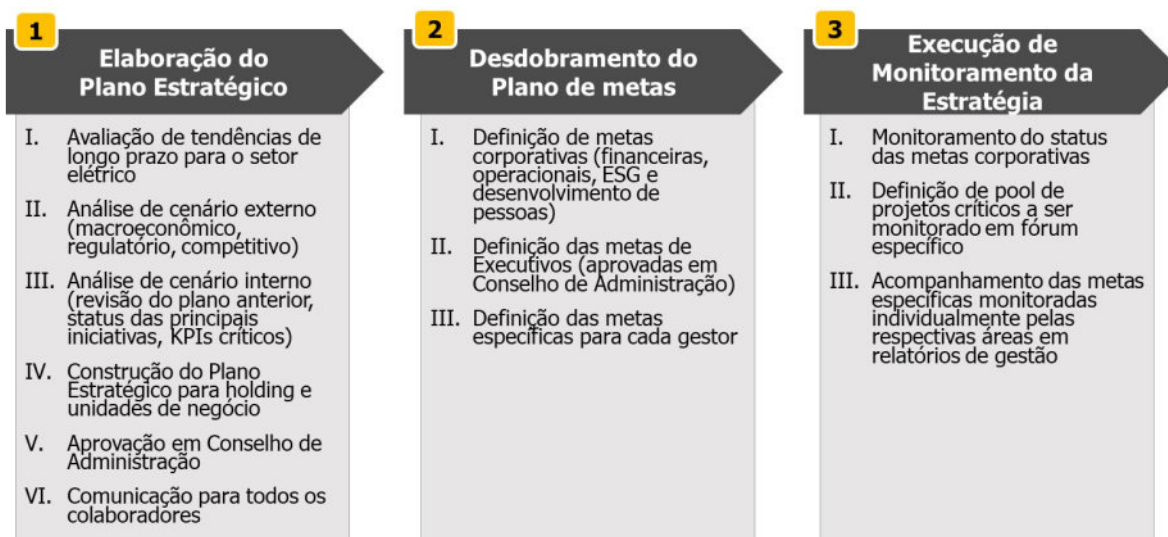 1
Elaboração do
Plano Estratégico
I. Avaliação de tendências de
longo prazo para o setor
elétrico
II. Análise de cenário externo
(macroeconômico,
regulatório, competitivo)
III. Análise de cenário interno
(revisão do plano anterior,
status das principais
iniciativas, KPIs críticos)
IV. Construção do Plano
Estratégico para holding e
unidades de negócio
V. Aprovação em Conselho de
Administração
VI. Comunicação para todos os
colaboradores
2
Desdobramento do
Plano de metas
I. Definição de metas
corporativas (financeiras,
operacionais, ESG e
desenvolvimento de
pessoas)
II. Definição das metas de
Executivos (aprovadas em
Conselho de Administração)
III. Definição das metas
específicas para cada gestor
3
Execução de
Monitoramento da
Estratégia
I. Monitoramento do status
das metas corporativas
II. Definição de pool de
projetos críticos a ser
monitorado em fórum
específico
III. Acompanhamento das metas
específicas monitoradas
individualmente pelas
respectivas áreas em
relatórios de gestão